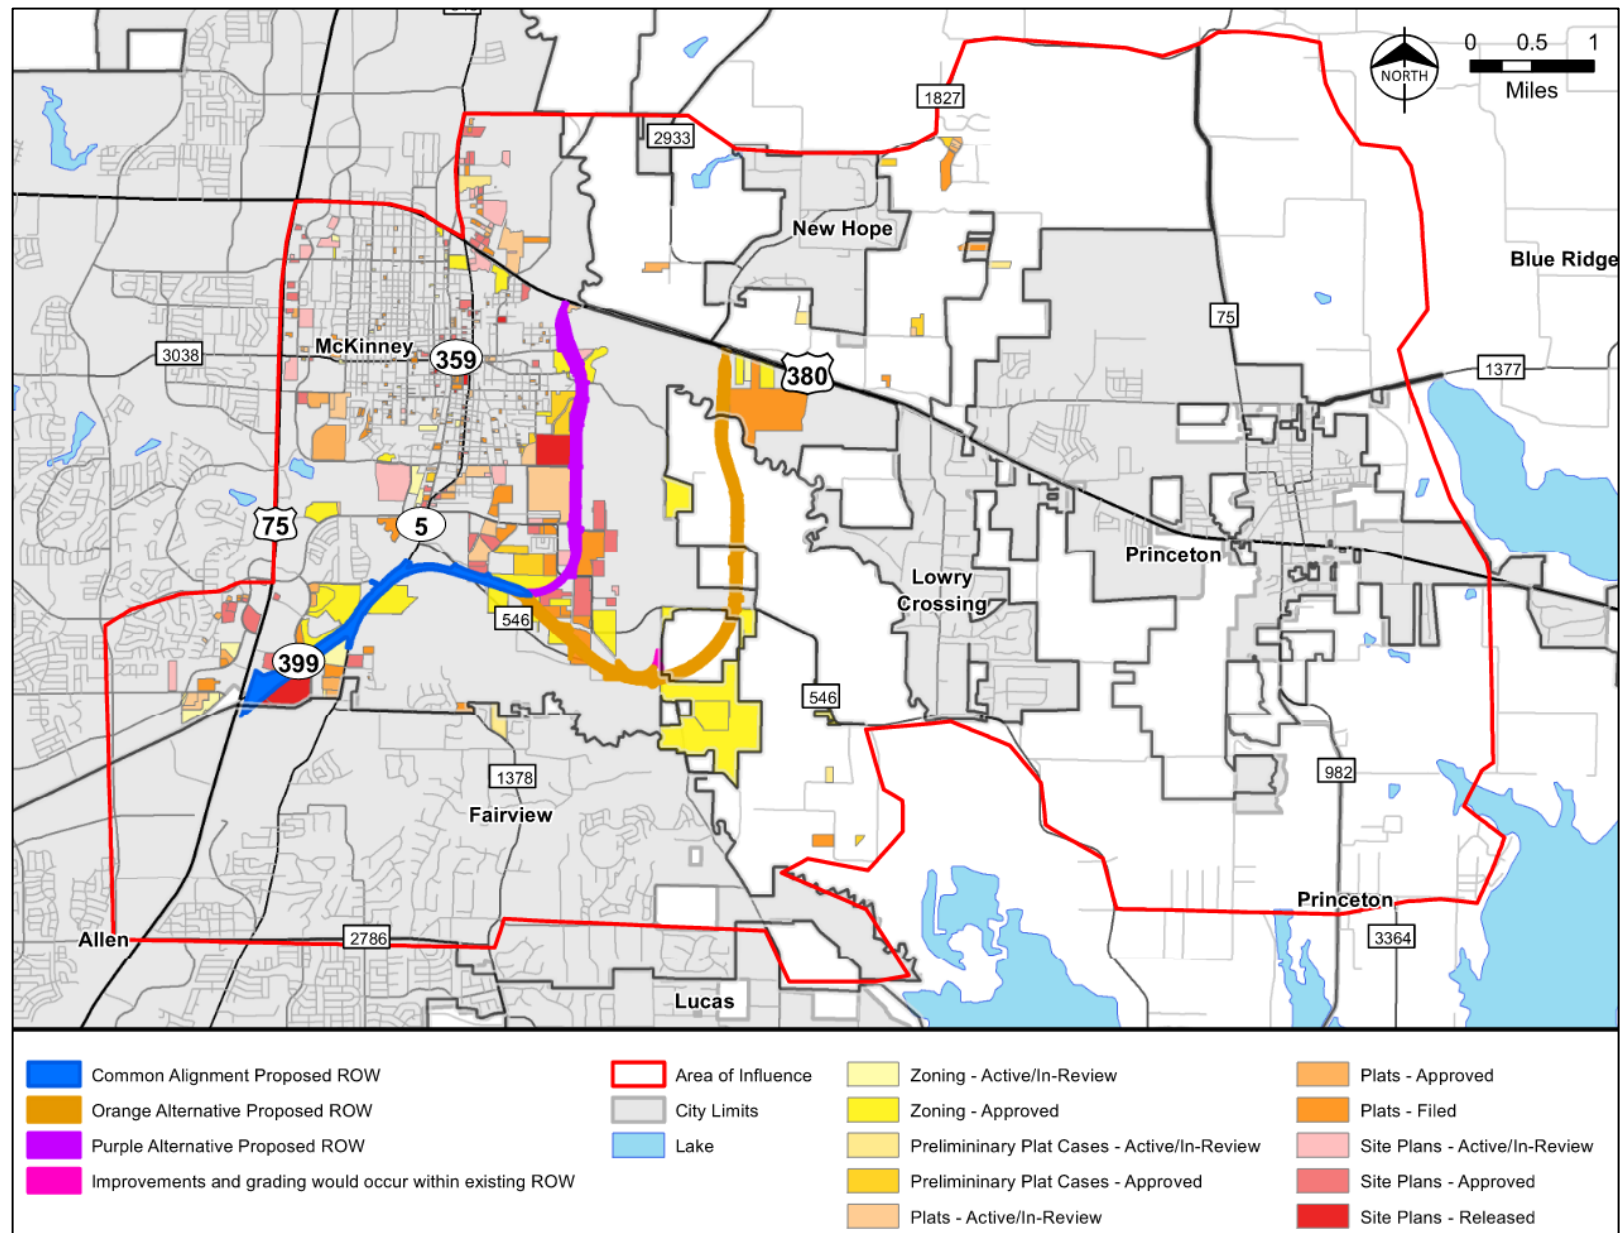 0 0.5 1
NORTH
Miles
1827
2933
New Hope
Blue Ridge
75
McKinney
3038
359
380
1377
75
5
Princeton
Lowry
Crossing
546
399
546
1378
982
Fairview
Princeton
Allen
2786
3364
Lucas
Common Alignment Proposed ROW
Orange Alternative Proposed ROW
Purple Alternative Proposed ROW
Improvements and grading would occur within existing ROW
Area of Influence
City Limits
Lake
Zoning - Active/In-Review
Zoning - Approved
Prelimininary Plat Cases - Active/In-Review
Prelimininary Plat Cases - Approved
Plats - Active/In-Review
Plats - Approved
Plats - Filed
Site Plans - Active/In-Review
Site Plans - Approved
Site Plans - Released